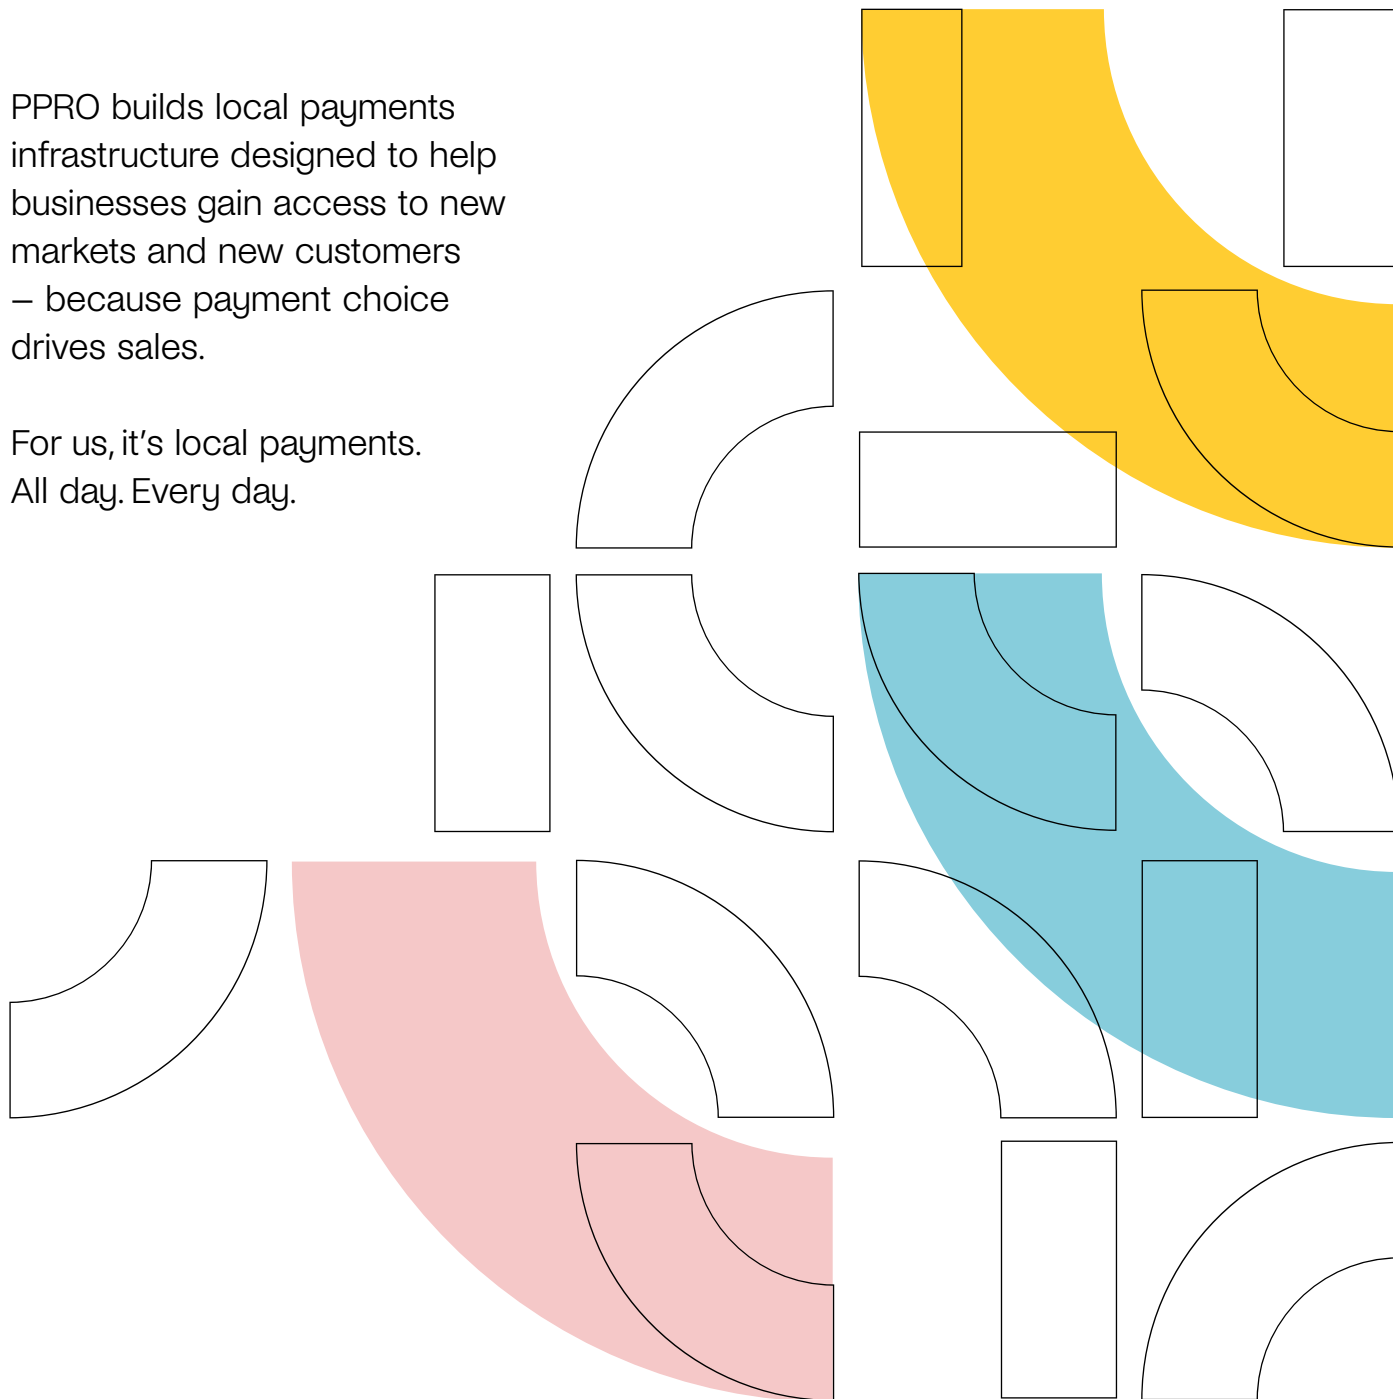 PPRO builds local payments
infrastructure designed to help
businesses gain access to new
markets and new customers
– because payment choice
drives sales.
For us, it’s local payments.
All day. Every day.